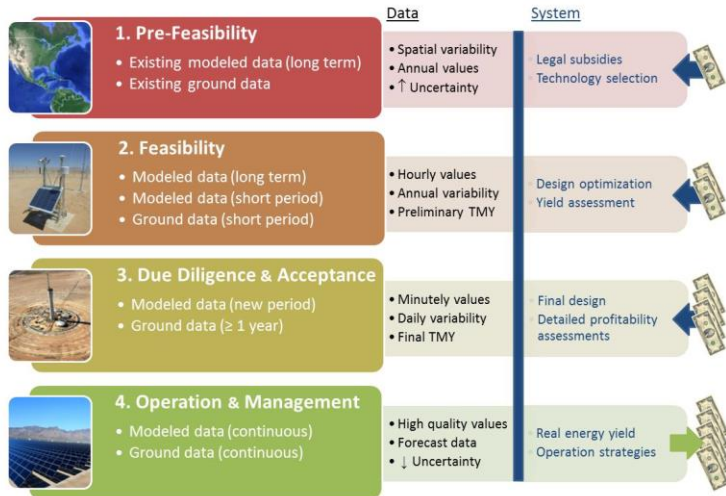 Data
System
1. Pre-Feasibility
• Existing modeled data (long term)
• Existing ground data
• Spatial variability
• Annual values
• ↑ Uncertainty
• Legal subsidies
• Technology selection
2. Feasibility
• Modeled data (long term)
• Modeled data (short period)
• Ground data (short period)
• Hourly values
• Annual variability
• Preliminary TMY
• Design optimization
• Yield assessment
3. Due Diligence & Acceptance
• Modeled data (new period)
• Ground data (≥ 1 year)
• Minutely values
• Daily variability
• Final TMY
• Final design
• Detailed profitability
assessments
4. Operation & Management
• Modeled data (continuous)
• Ground data (continuous)
• High quality values
• Forecast data
• ↓ Uncertainty
• Real energy yield
• Operation strategies